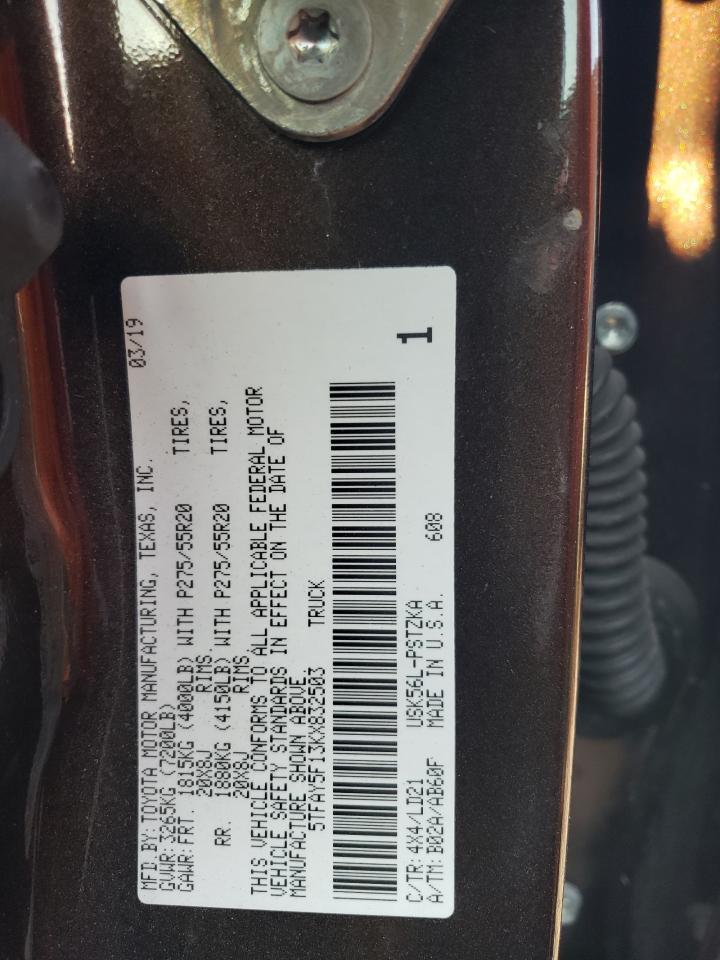 MFD BY: TOYOTA MOTOR MANUFACTURING, TEXAS, INC. 03/19
GVWR: 3265KG (7200LB)
GAWR: FRT. 1815KG (4000LB) WITH P275/55R20 TIRES,
20X8J RIMS
RR. 1880KG (4150LB) WITH P275/55R20 TIRES,
20X8J RIMS,
THIS VEHICLE CONFORMS TO ALL APPLICABLE FEDERAL MOTOR
VEHICLE SAFETY STANDARDS IN EFFECT ON THE DATE OF
MANUFACTURE SHOWN ABOVE.
5TFAY5F13KX832503 TRUCK
C/TR: 4X4/LD21 USK56L-PSTZKA 1
A/TM: B02A/AB60F MADE IN U.S.A. 608